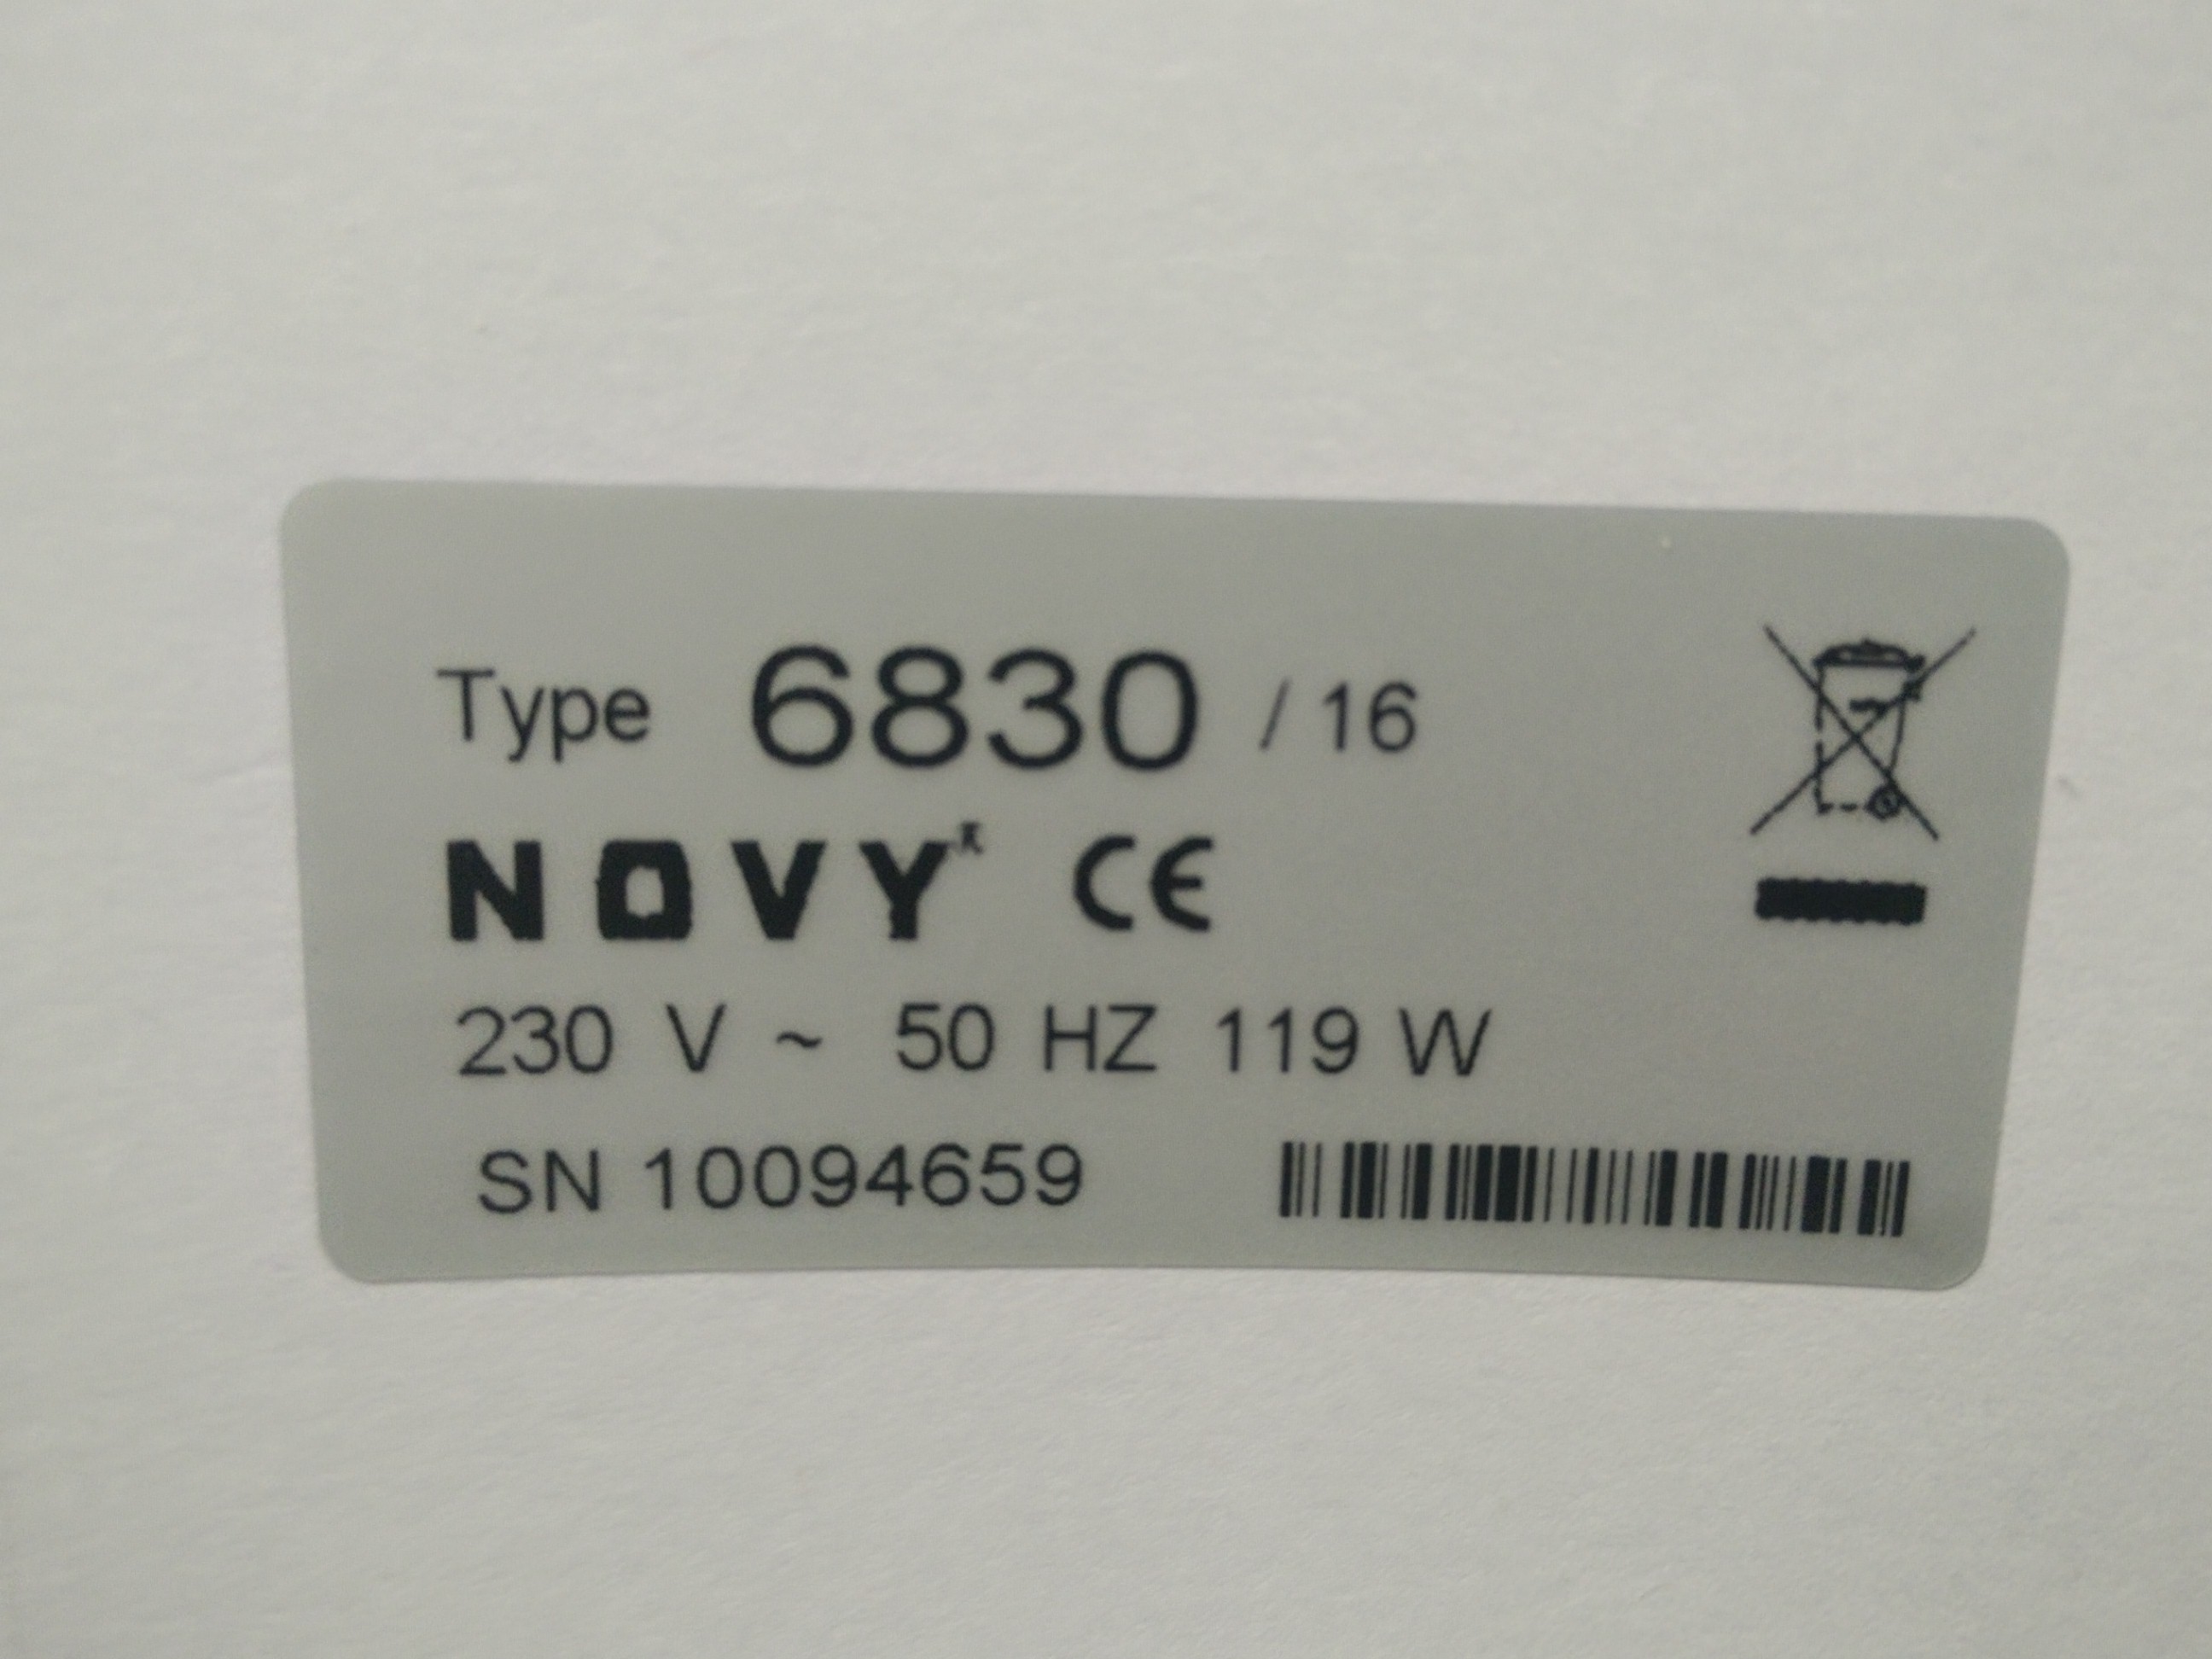 Type 6830 / 16
NOVY® CE
230 V ~ 50 HZ 119 W
SN 10094659